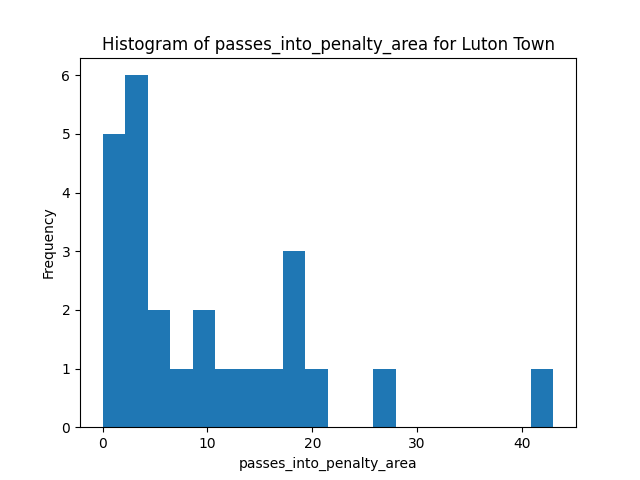 Histogram of passes_into_penalty_area for Luton Town
6
5
4
3
2
1
0
Frequency
0 10 20 30 40
passes_into_penalty_area